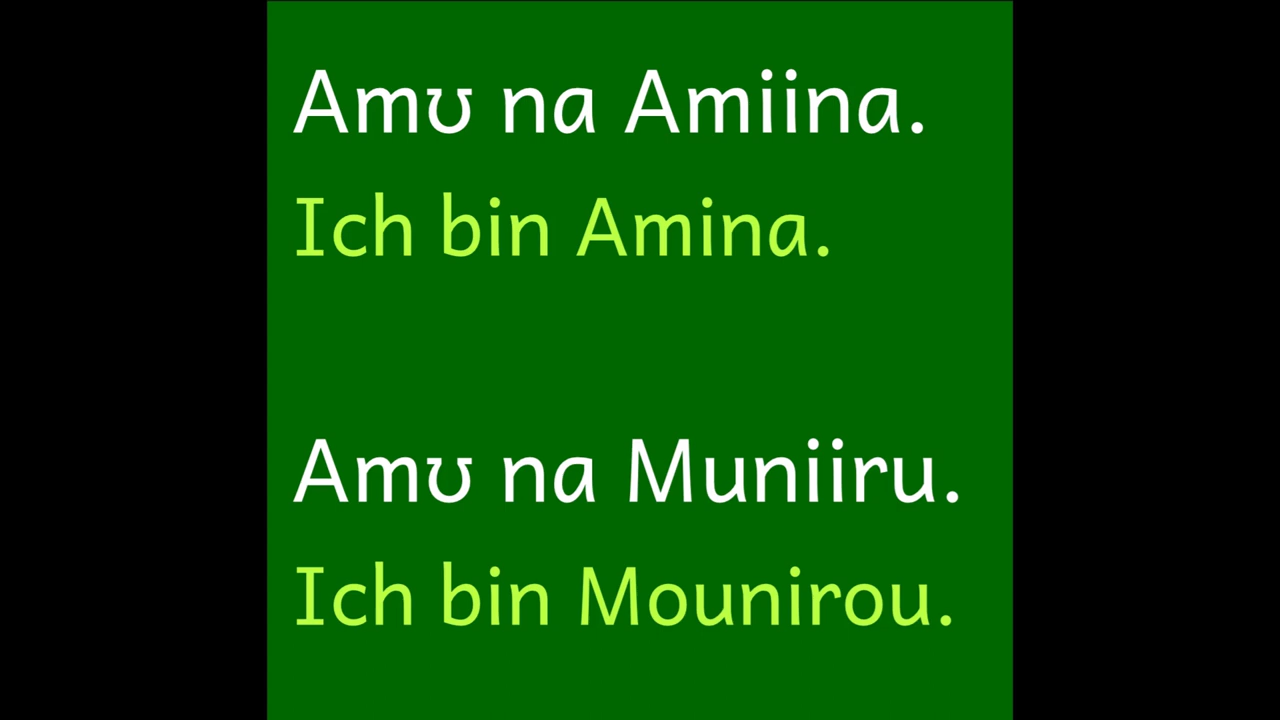 Amʊ na Amiina.
Ich bin Amina.
Amʊ na Muniiru.
Ich bin Mounirou.